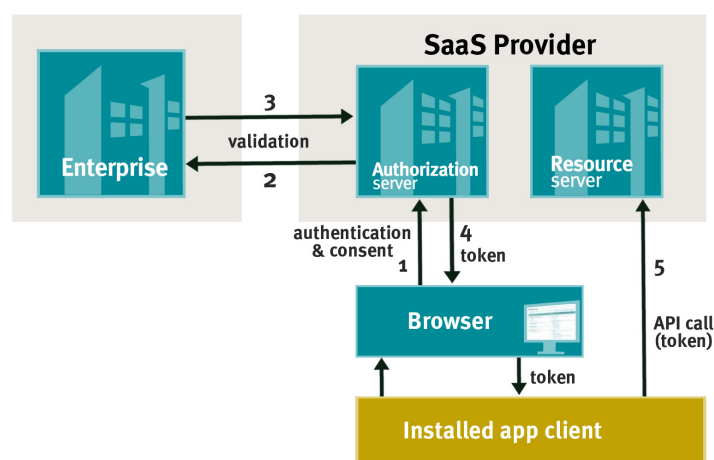 SaaS Provider
Enterprise
3
validation
2
Authorization
server
Resource
server
authentication
& consent
1
4
token
5
API call
(token)
Browser
token
Installed app client